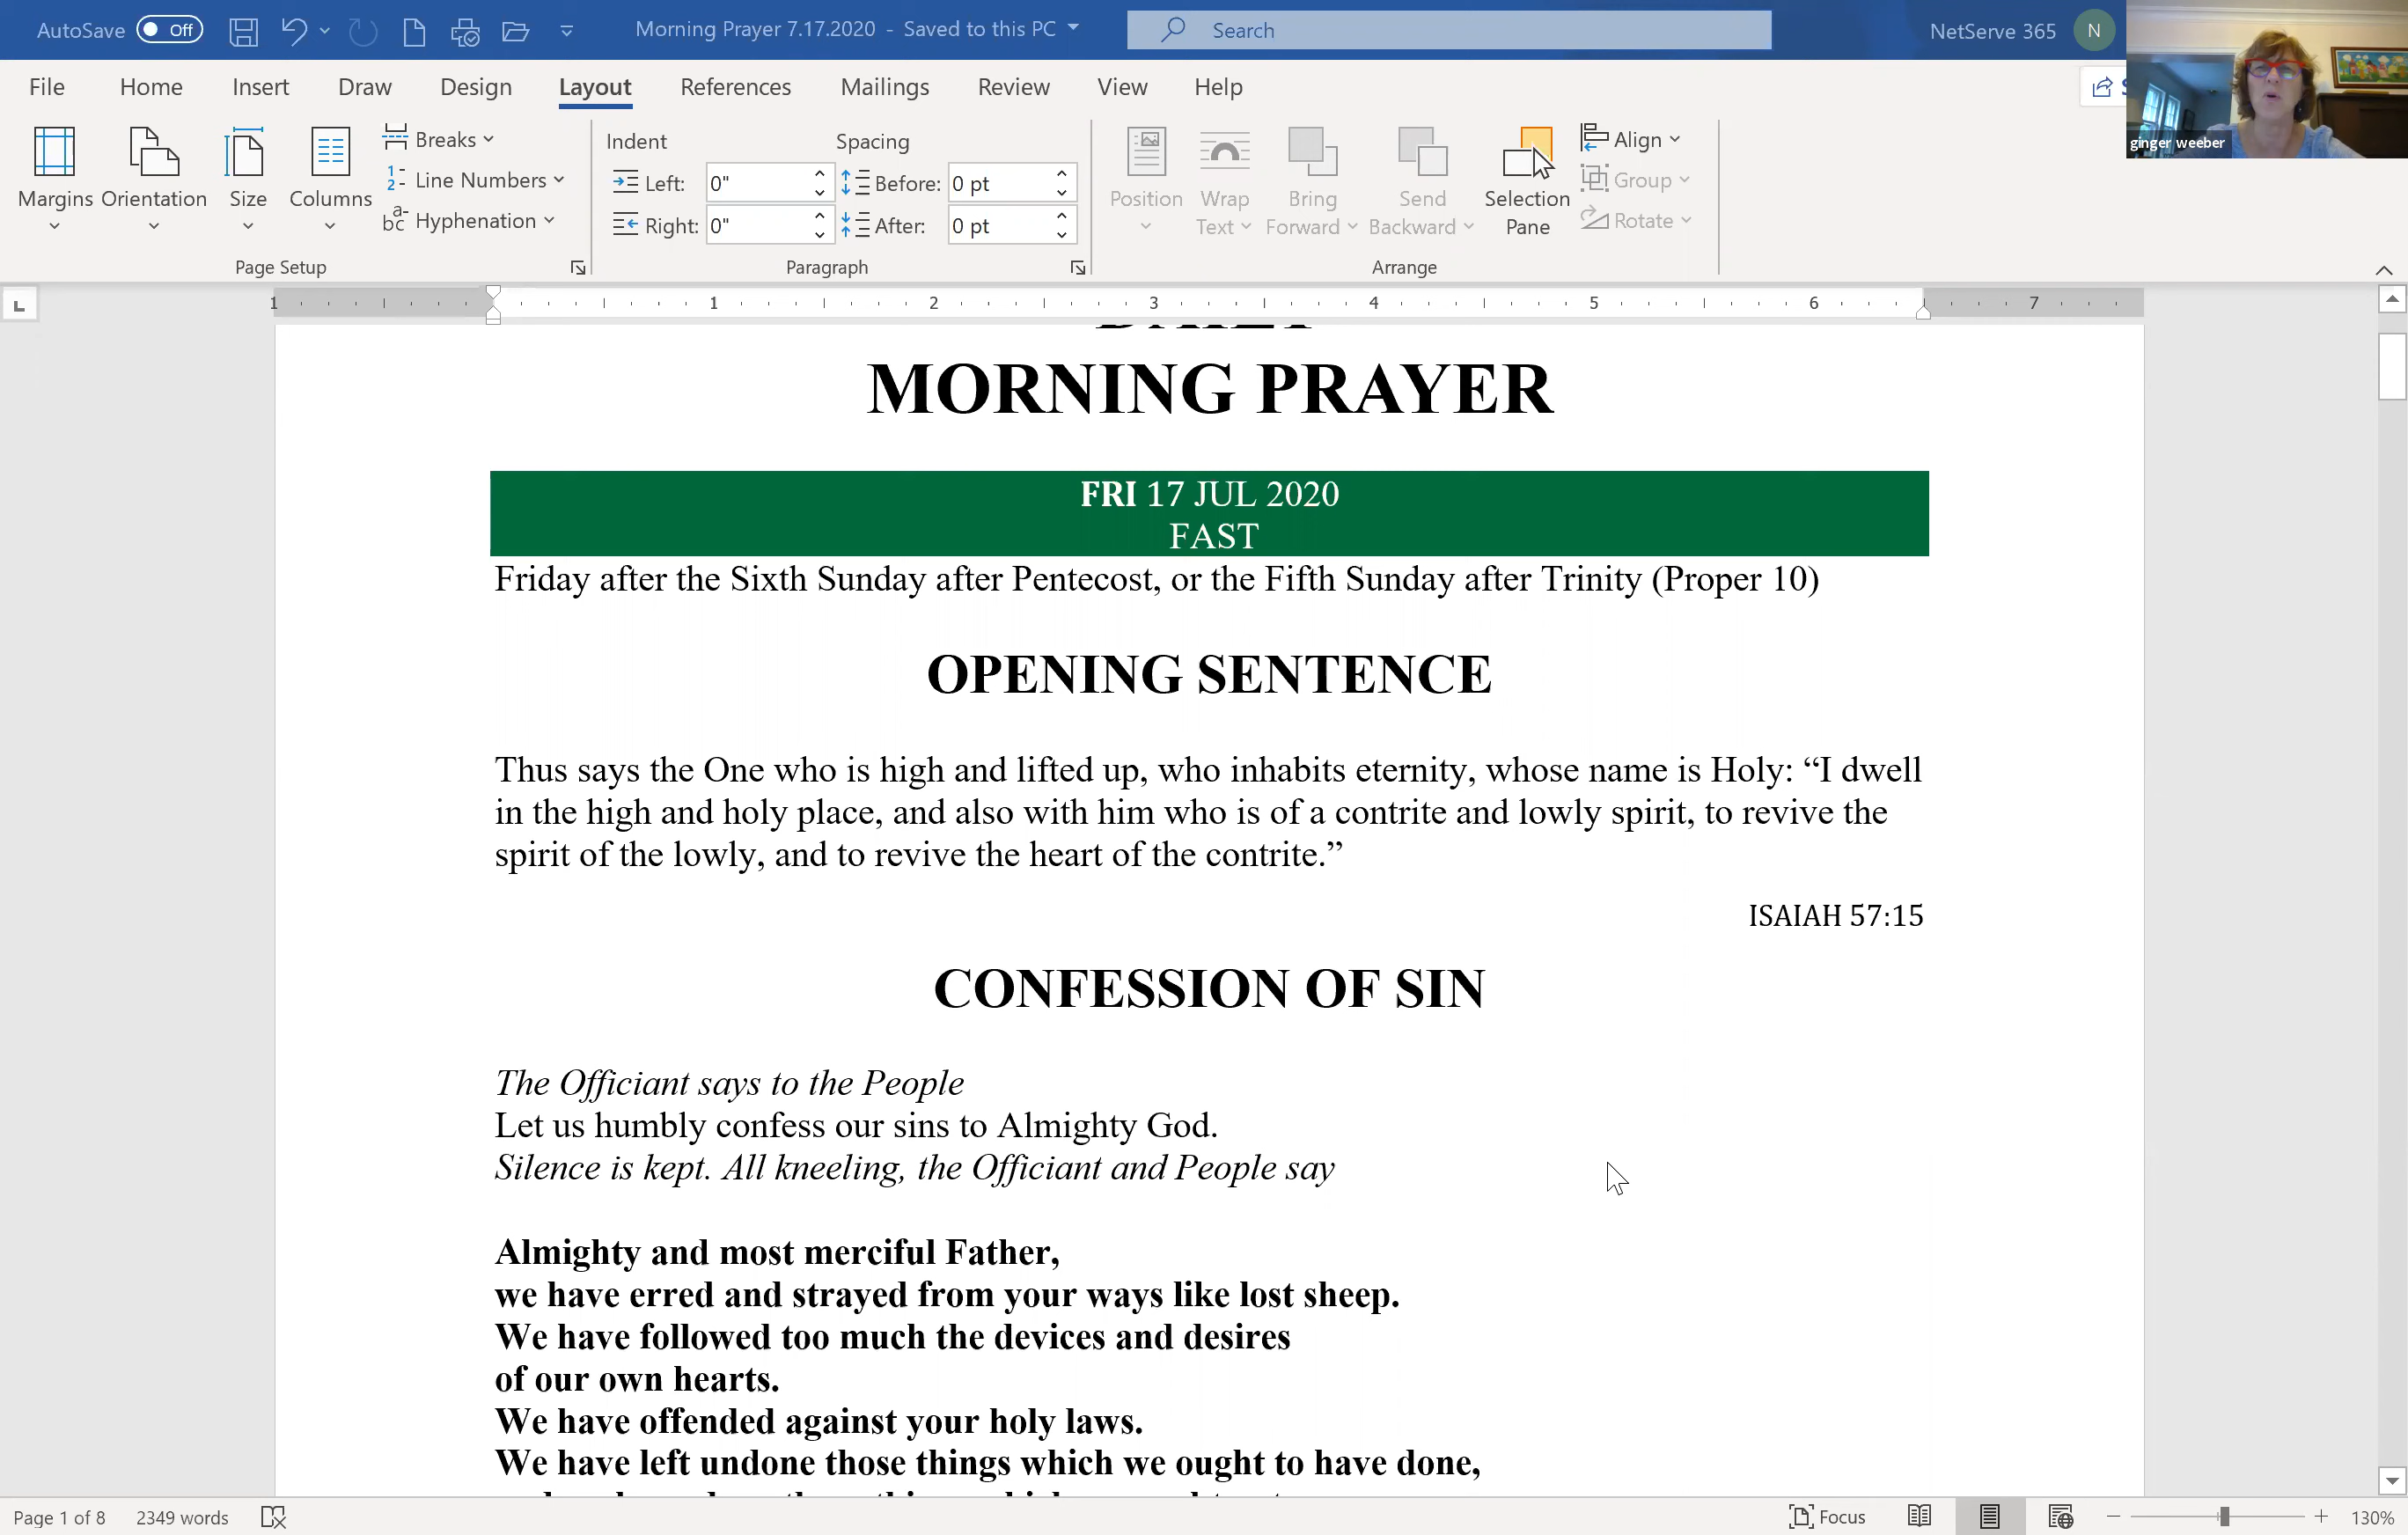 AutoSave Off Morning Prayer 7.17.2020 - Saved to this PC Search NetServe 365 N
File Home Insert Draw Design Layout References Mailings Review View Help
ginger weeber
Margins Orientation Size Columns
Breaks
Line Numbers
Hyphenation
Page Setup
Indent Spacing
Left: 0" Before: 0 pt
Right: 0" After: 0 pt
Paragraph
Position
Wrap Text
Bring Forward
Send Backward
Selection Pane
Align
Group
Rotate
Arrange
1 1 2 3 4 5 6 7
MORNING PRAYER
FRI 17 JUL 2020
FAST
Friday after the Sixth Sunday after Pentecost, or the Fifth Sunday after Trinity (Proper 10)
OPENING SENTENCE
Thus says the One who is high and lifted up, who inhabits eternity, whose name is Holy: “I dwell
in the high and holy place, and also with him who is of a contrite and lowly spirit, to revive the
spirit of the lowly, and to revive the heart of the contrite.”
ISAIAH 57:15
CONFESSION OF SIN
The Officiant says to the People
Let us humbly confess our sins to Almighty God.
Silence is kept. All kneeling, the Officiant and People say
Almighty and most merciful Father,
we have erred and strayed from your ways like lost sheep.
We have followed too much the devices and desires
of our own hearts.
We have offended against your holy laws.
We have left undone those things which we ought to have done,
Page 1 of 8 2349 words Focus 130%